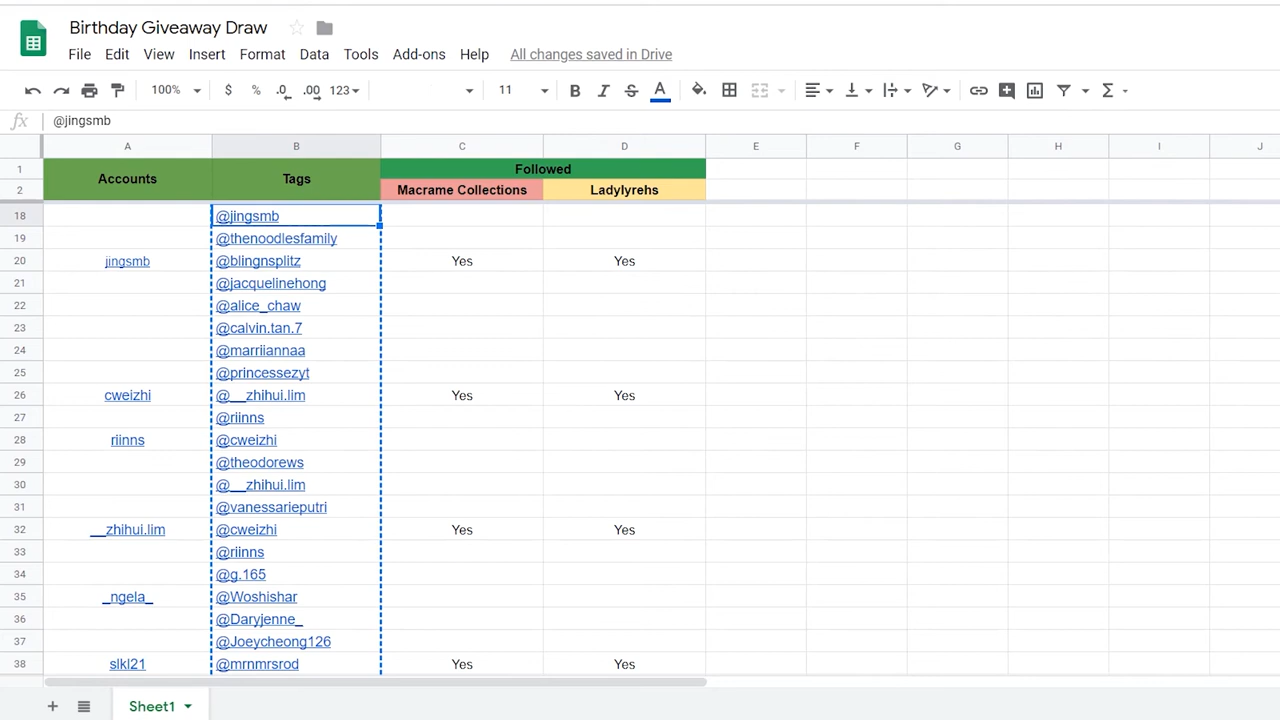 Birthday Giveaway Draw
File Edit View Insert Format Data Tools Add-ons Help All changes saved in Drive
100% $ % .0 .00 123 11 B I S A Σ
fx @jingsmb
A B C D E F G H I J
1 Accounts Tags Followed
2 Macrame Collections Ladylyrehs
18 @jingsmb
19 @thenoodlesfamily
20 jingsmb @blingnsplitz Yes Yes
21 @jacquelinehong
22 @alice_chaw
23 @calvin.tan.7
24 @marriiannaa
25 @princessezyt
26 cweizhi @__zhihui.lim Yes Yes
27 @riinns
28 riinns @cweizhi
29 @theodorews
30 @__zhihui.lim
31 @vanessarieputri
32 __zhihui.lim @cweizhi Yes Yes
33 @riinns
34 @g.165
35 _ngela_ @Woshishar
36 @Daryjenne_
37 @Joeycheong126
38 slkl21 @mrnmrsrod Yes Yes
+ Sheet1